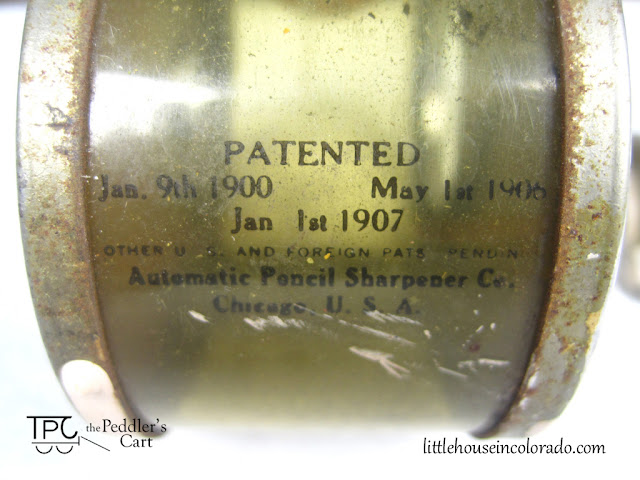 PATENTED
Jan. 9th 1900 May 1st 1906
Jan 1st 1907
OTHER U. S. AND FOREIGN PATS PENDIN
Automatic Pencil Sharpener Co.
Chicago, U. S. A.
TPC the Peddler's Cart
littlehouseincolorado.com